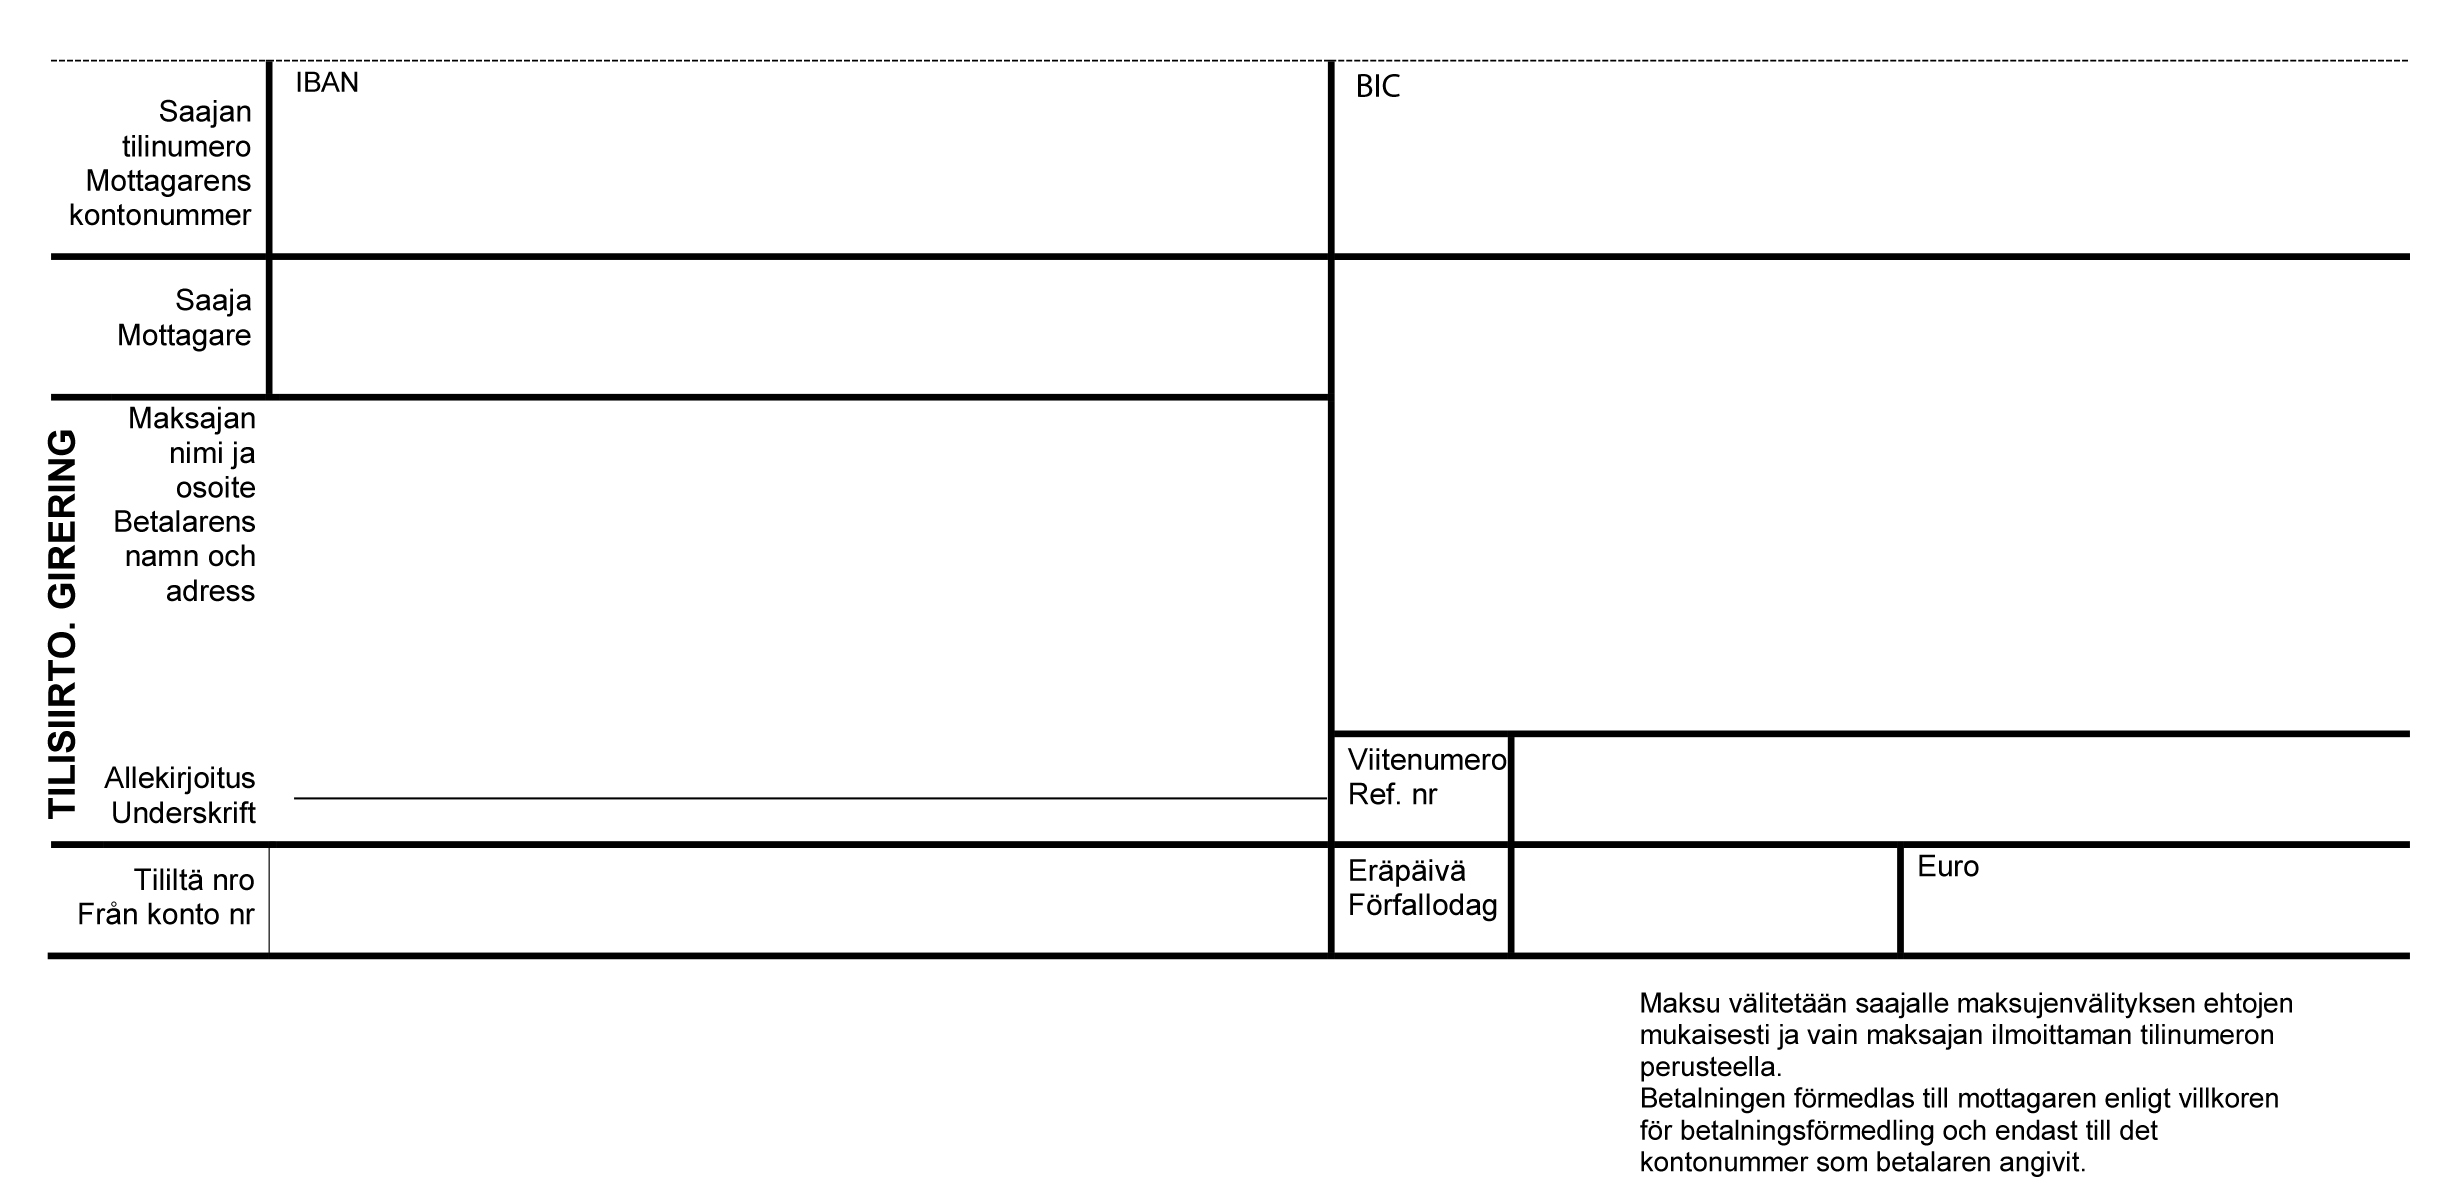 Saajan
tilinumero
Mottagarens
kontonummer
IBAN
BIC
Saaja
Mottagare
TILISIIRTO. GIRERING
Maksajan
nimi ja
osoite
Betalarens
namn och
adress
Allekirjoitus
Underskrift
Viitenumero
Ref. nr
Tililtä nro
Från konto nr
Eräpäivä
Förfallodag
Euro
Maksu välitetään saajalle maksujenvälityksen ehtojen
mukaisesti ja vain maksajan ilmoittaman tilinumeron
perusteella.
Betalningen förmedlas till mottagaren enligt villkoren
för betalningsförmedling och endast till det
kontonummer som betalaren angivit.